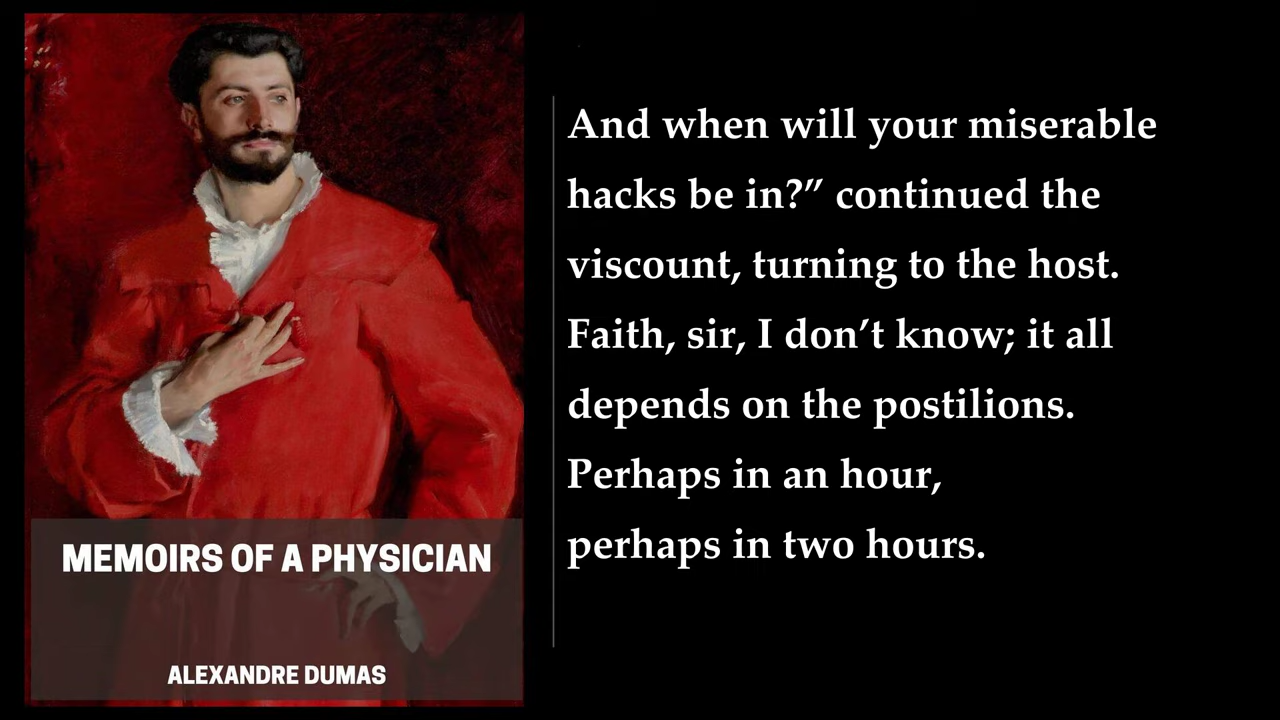 MEMOIRS OF A PHYSICIAN
ALEXANDRE DUMAS
And when will your miserable
hacks be in?” continued the
viscount, turning to the host.
Faith, sir, I don’t know; it all
depends on the postilions.
Perhaps in an hour,
perhaps in two hours.